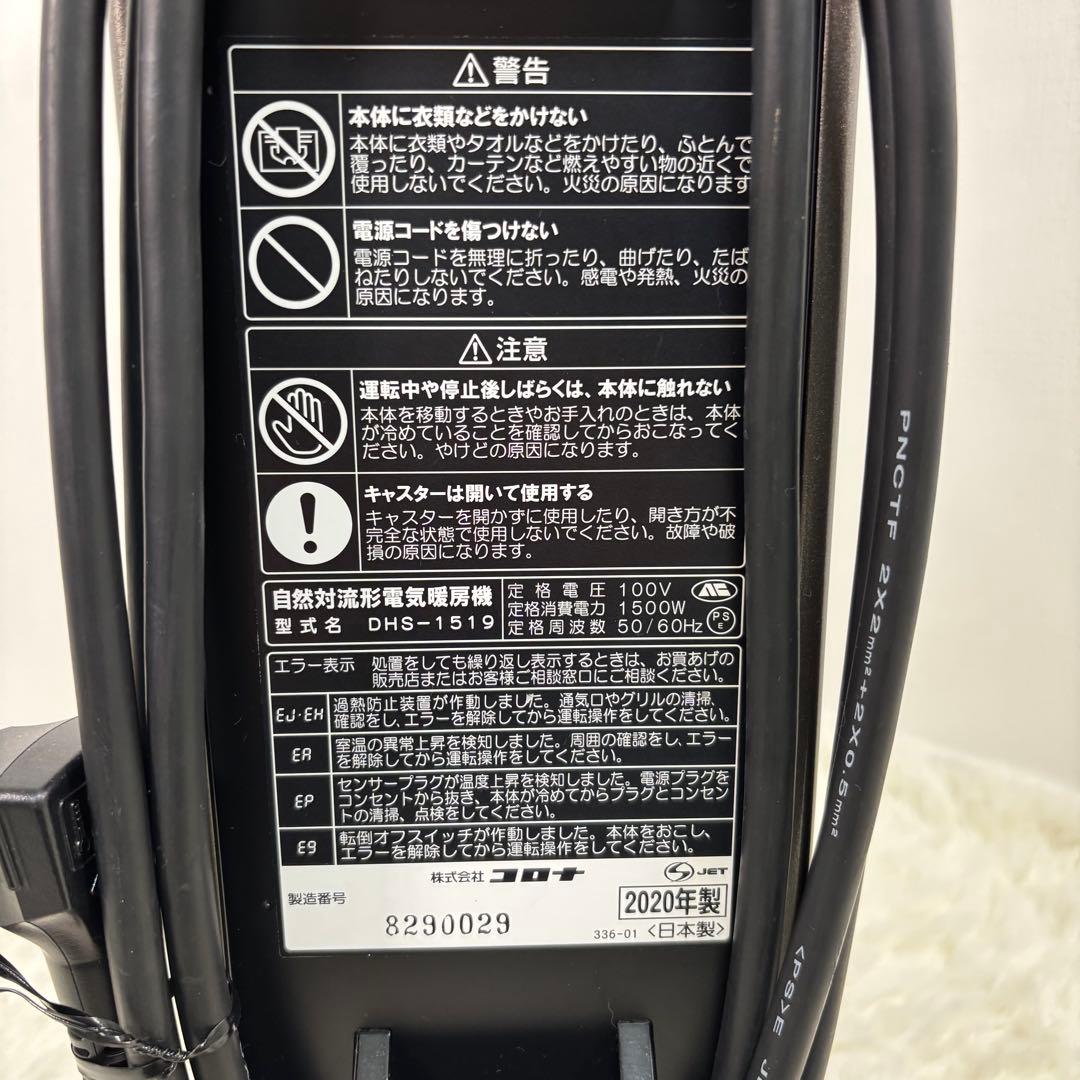 ⚠警告
本体に衣類などをかけない
本体に衣類やタオルなどをかけたり、ふとんで
覆ったり、カーテンなど燃えやすい物の近くで
使用しないでください。火災の原因になります
電源コードを傷つけない
電源コードを無理に折ったり、曲げたり、たば
ねたりしないでください。感電や発熱、火災の
原因になります。
⚠注意
運転中や停止後しばらくは、本体に触れない
本体を移動するときやお手入れのときは、本体
が冷めていることを確認してからおこなってく
ださい。やけどの原因になります。
キャスターは開いて使用する
キャスターを開かずに使用したり、開き方が不
完全な状態で使用しないでください。故障や破
損の原因になります。
自然対流形電気暖房機
型式名 DHS-1519
定格電圧 100V
定格消費電力 1500W
定格周波数 50/60Hz
PSE
エラー表示 処置をしても繰り返し表示するときは、お買あげの
販売店またはお客様ご相談窓口にご相談ください。
EJ・EH 過熱防止装置が作動しました。通気口やグリルの清掃、
確認をし、エラーを解除してから運転操作をしてください。
EA 室温の異常上昇を検知しました。周囲の確認をし、エラー
を解除してから運転操作をしてください。
EP センサープラグが温度上昇を検知しました。電源プラグを
コンセントから抜き、本体が冷めてからプラグとコンセン
トの清掃、点検をしてください。
E9 転倒オフスイッチが作動しました。本体をおこし、
エラーを解除してから運転操作をしてください。
株式会社 コロナ
S JET
製造番号
8290029
2020年製
336-01 <日本製>
PNCTF 2X2mm²+2X0.5mm²
<PS>E JE